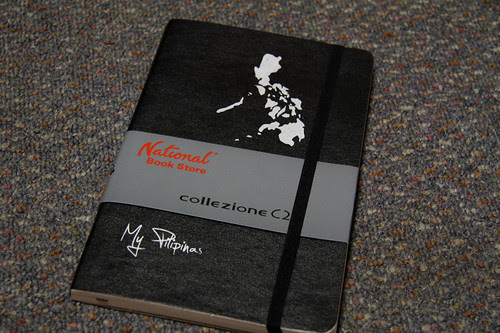 National
Book Store
collezione C2
My Pilipinas